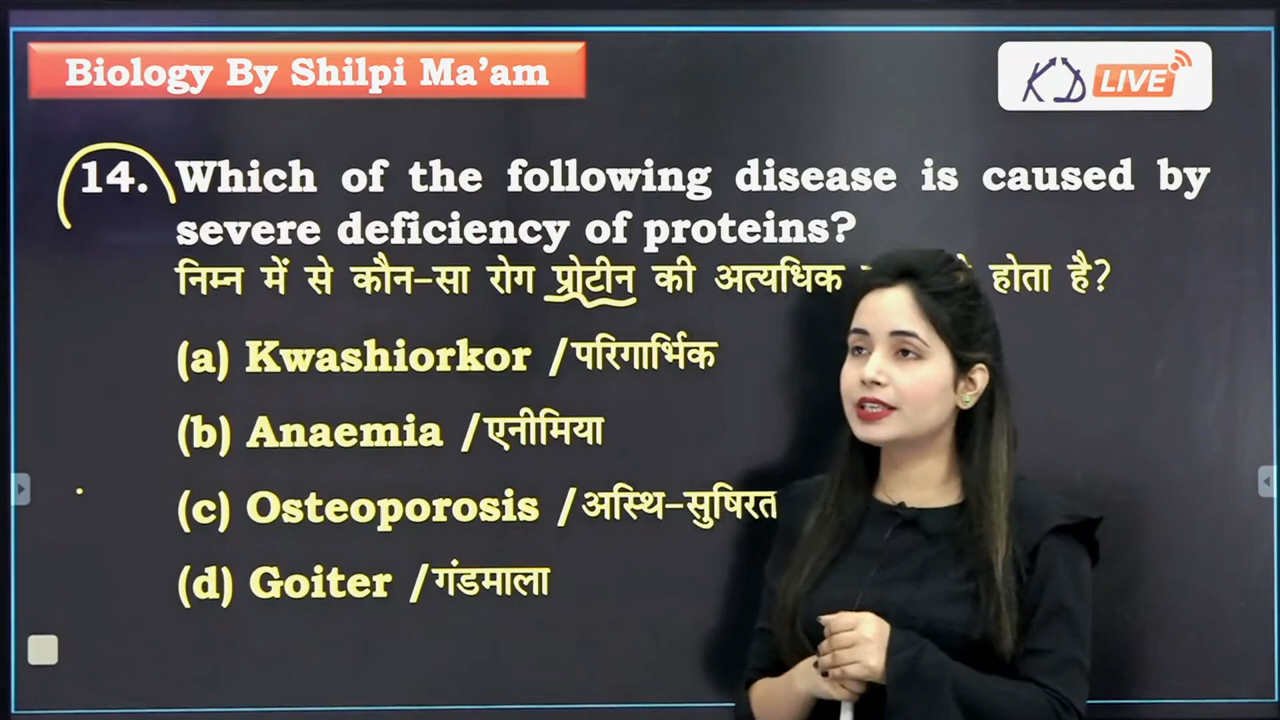 Biology By Shilpi Ma'am
KD LIVE
14. Which of the following disease is caused by
severe deficiency of proteins?
निम्न में से कौन-सा रोग प्रोटीन की अत्यधिक होता है?
(a) Kwashiorkor /परिगार्भिक
(b) Anaemia /एनीमिया
(c) Osteoporosis /अस्थि-सुषिरत
(d) Goiter /गंडमाला